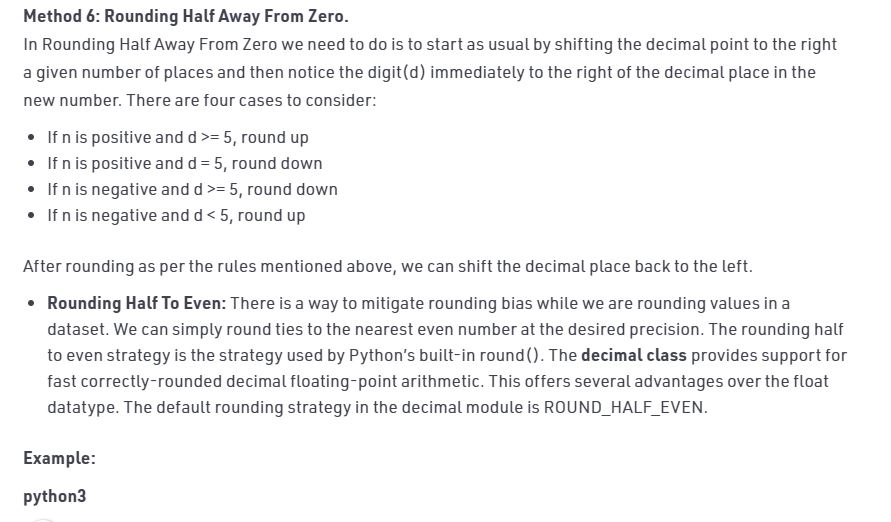 Method 6: Rounding Half Away From Zero.
In Rounding Half Away From Zero we need to do is to start as usual by shifting the decimal point to the right
a given number of places and then notice the digit(d) immediately to the right of the decimal place in the
new number. There are four cases to consider:
• If n is positive and d >= 5, round up
• If n is positive and d = 5, round down
• If n is negative and d >= 5, round down
• If n is negative and d < 5, round up
After rounding as per the rules mentioned above, we can shift the decimal place back to the left.
• Rounding Half To Even: There is a way to mitigate rounding bias while we are rounding values in a
dataset. We can simply round ties to the nearest even number at the desired precision. The rounding half
to even strategy is the strategy used by Python's built-in round(). The decimal class provides support for
fast correctly-rounded decimal floating-point arithmetic. This offers several advantages over the float
datatype. The default rounding strategy in the decimal module is ROUND_HALF_EVEN.
Example:
python3